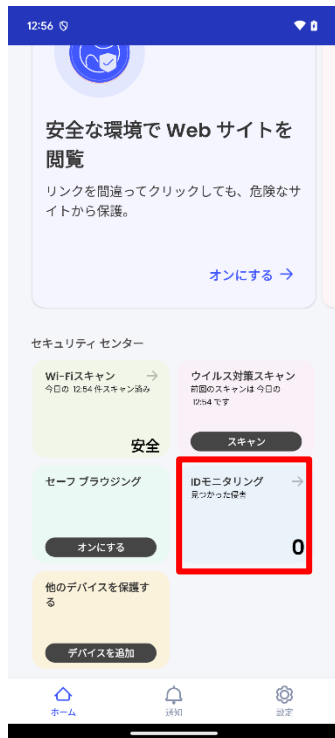 12:56
安全な環境で Web サイトを
閲覧
リンクを間違ってクリックしても、危険なサ
イトから保護。
オンにする →
セキュリティ センター
Wi-Fiスキャン →
今日の 12:54 件スキャン済み
安全
ウイルス対策スキャン
前回のスキャンは 今日の
12:54 です
スキャン
セーフ ブラウジング
オンにする
IDモニタリング →
見つかった侵害
0
他のデバイスを保護す
る
デバイスを追加
ホーム
通知
設定